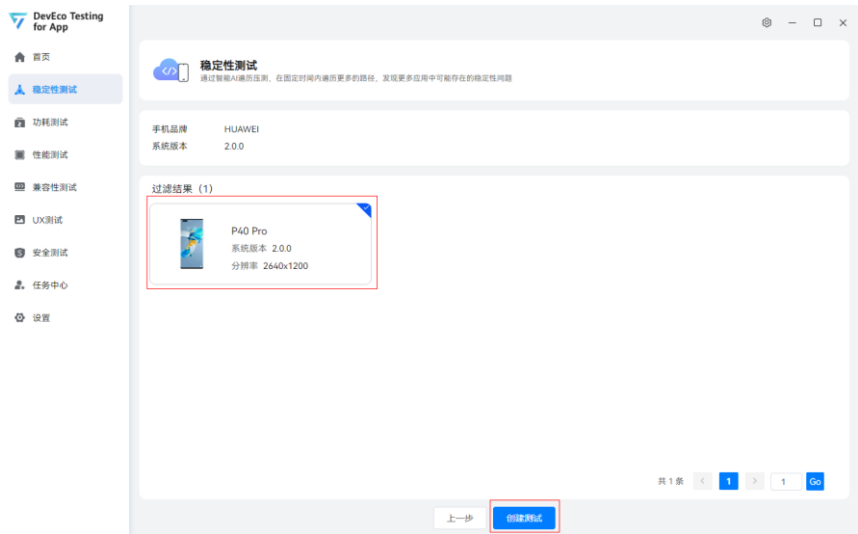 DevEco Testing
for App
首页
稳定性测试
功耗测试
性能测试
兼容性测试
UX测试
安全测试
任务中心
设置
稳定性测试
通过智能AI遍历压测，在固定时间内遍历更多的路径，发现更多应用中可能存在的稳定性问题
手机品牌 HUAWEI
系统版本 2.0.0
过滤结果（1）
P40 Pro
系统版本 2.0.0
分辨率 2640x1200
共 1 条 < 1 > 1 Go
上一步 创建测试